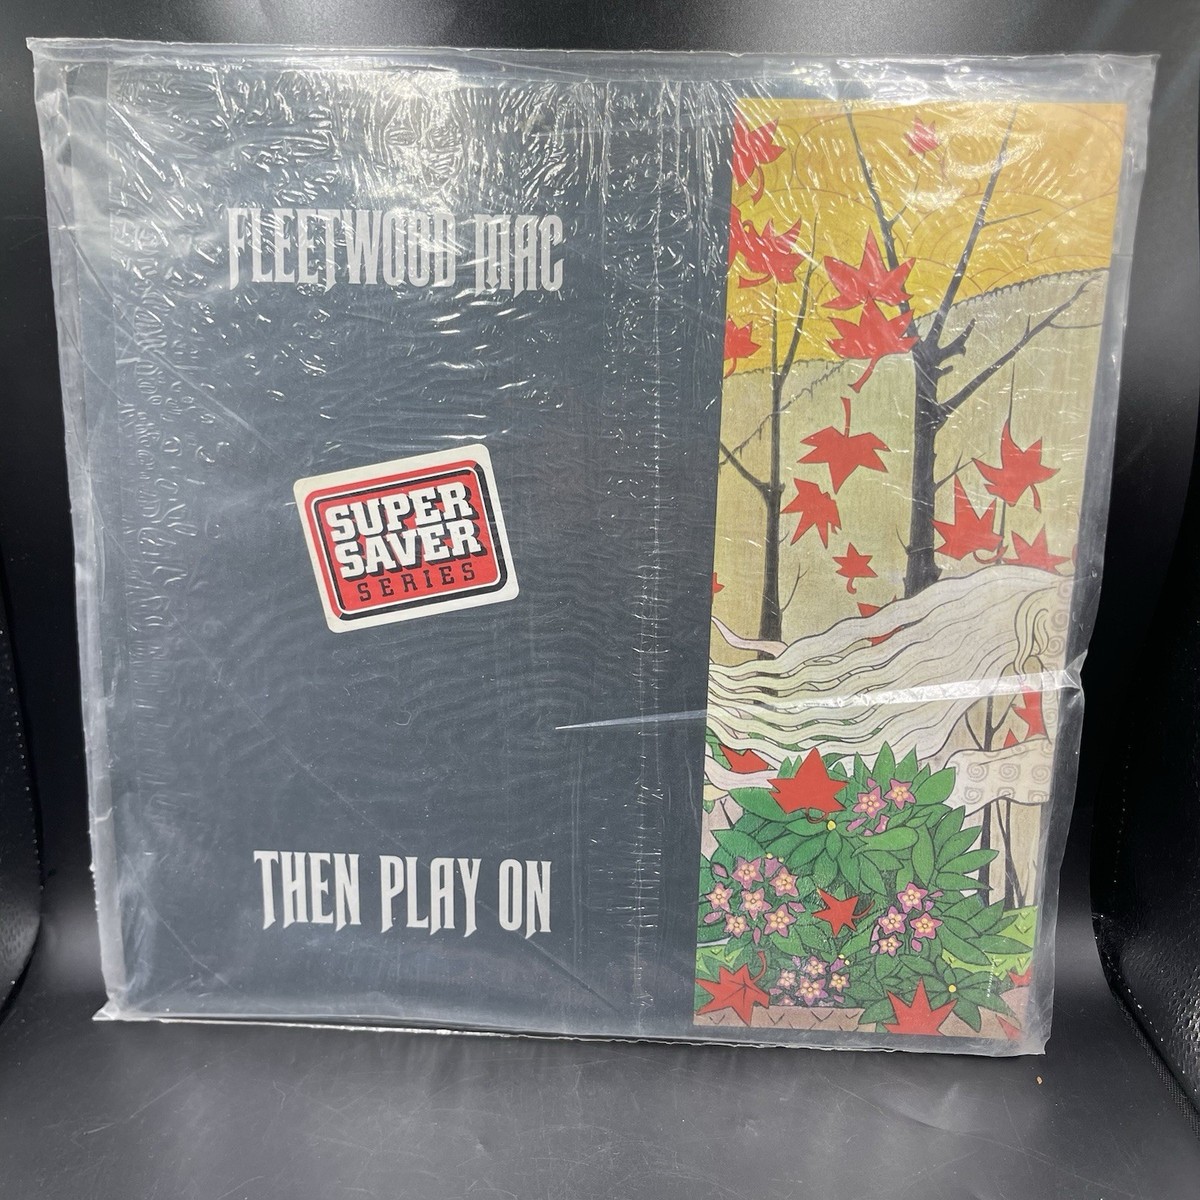 FLEETWOOD MAC
SUPER
SAVER
SERIES
THEN PLAY ON